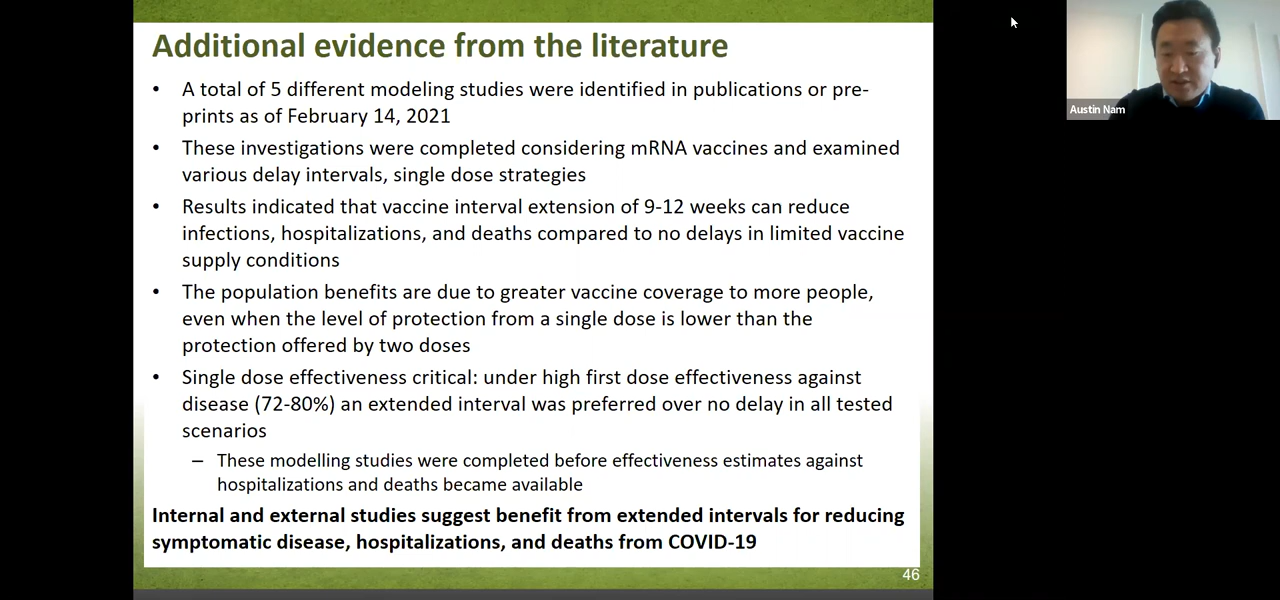 Additional evidence from the literature
• A total of 5 different modeling studies were identified in publications or pre-
prints as of February 14, 2021
• These investigations were completed considering mRNA vaccines and examined
various delay intervals, single dose strategies
• Results indicated that vaccine interval extension of 9-12 weeks can reduce
infections, hospitalizations, and deaths compared to no delays in limited vaccine
supply conditions
• The population benefits are due to greater vaccine coverage to more people,
even when the level of protection from a single dose is lower than the
protection offered by two doses
• Single dose effectiveness critical: under high first dose effectiveness against
disease (72-80%) an extended interval was preferred over no delay in all tested
scenarios
– These modelling studies were completed before effectiveness estimates against
hospitalizations and deaths became available
Internal and external studies suggest benefit from extended intervals for reducing
symptomatic disease, hospitalizations, and deaths from COVID-19
46
Austin Nam